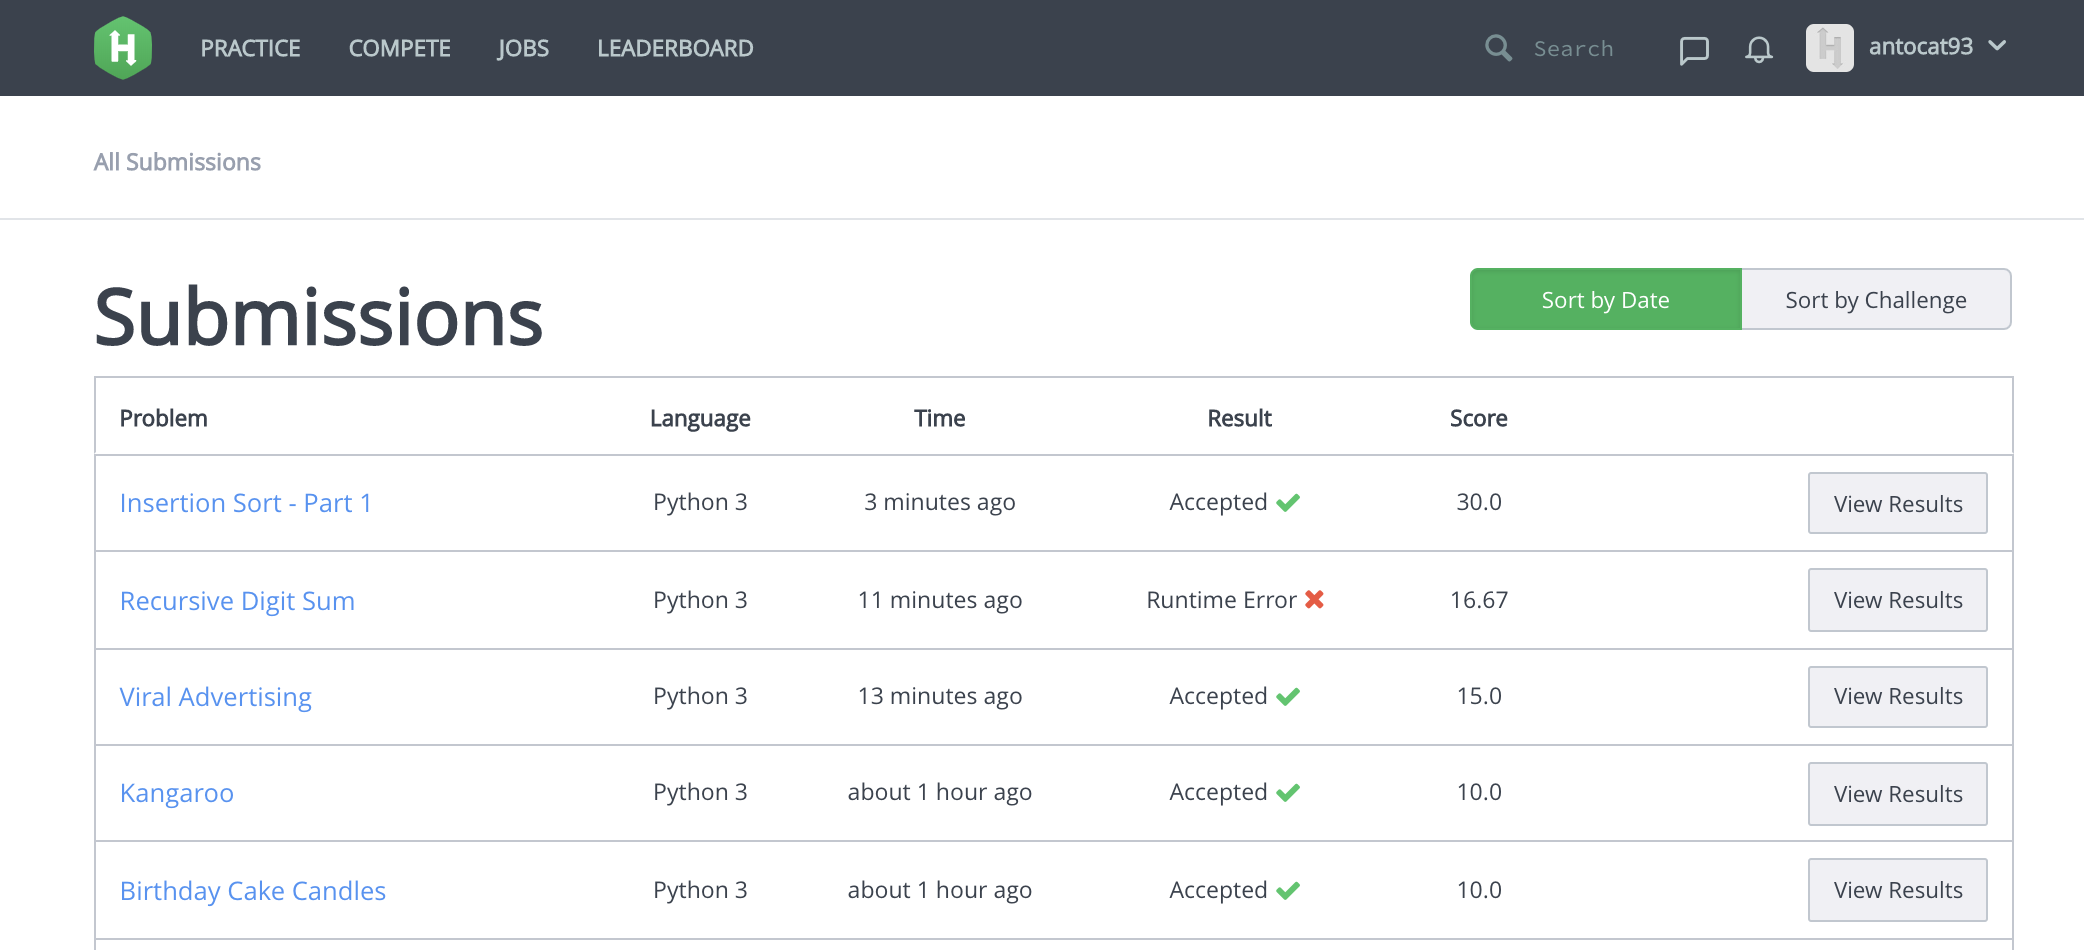 H PRACTICE COMPETE JOBS LEADERBOARD Search H antocat93
All Submissions
Submissions
Sort by Date Sort by Challenge
Problem Language Time Result Score
Insertion Sort - Part 1 Python 3 3 minutes ago Accepted 30.0 View Results
Recursive Digit Sum Python 3 11 minutes ago Runtime Error 16.67 View Results
Viral Advertising Python 3 13 minutes ago Accepted 15.0 View Results
Kangaroo Python 3 about 1 hour ago Accepted 10.0 View Results
Birthday Cake Candles Python 3 about 1 hour ago Accepted 10.0 View Results